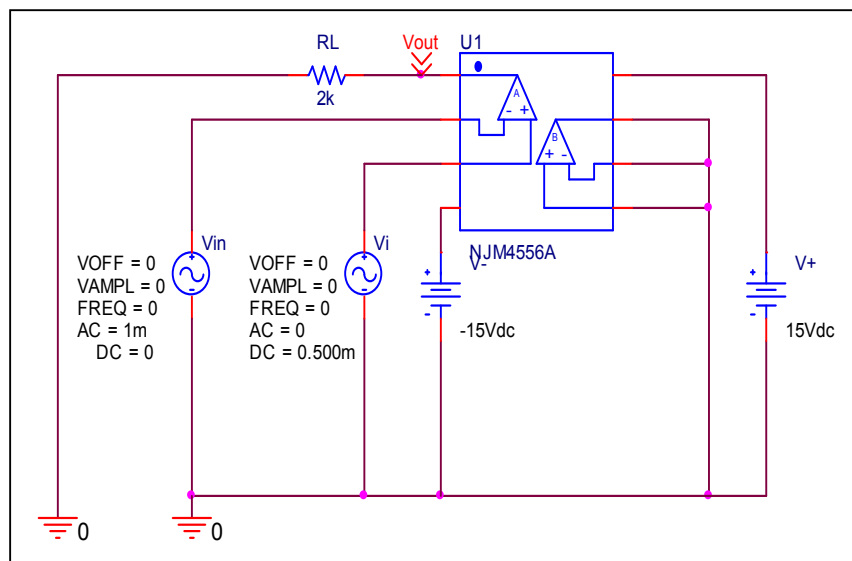 RL
Vout
U1
2k
A
- +
B
+ -
Vin
VOFF = 0
VAMPL = 0
FREQ = 0
AC = 1m
DC = 0
Vi
VOFF = 0
VAMPL = 0
FREQ = 0
AC = 0
DC = 0.500m
NJM4556A
V-
+
-
-15Vdc
V+
+
-
15Vdc
0
0